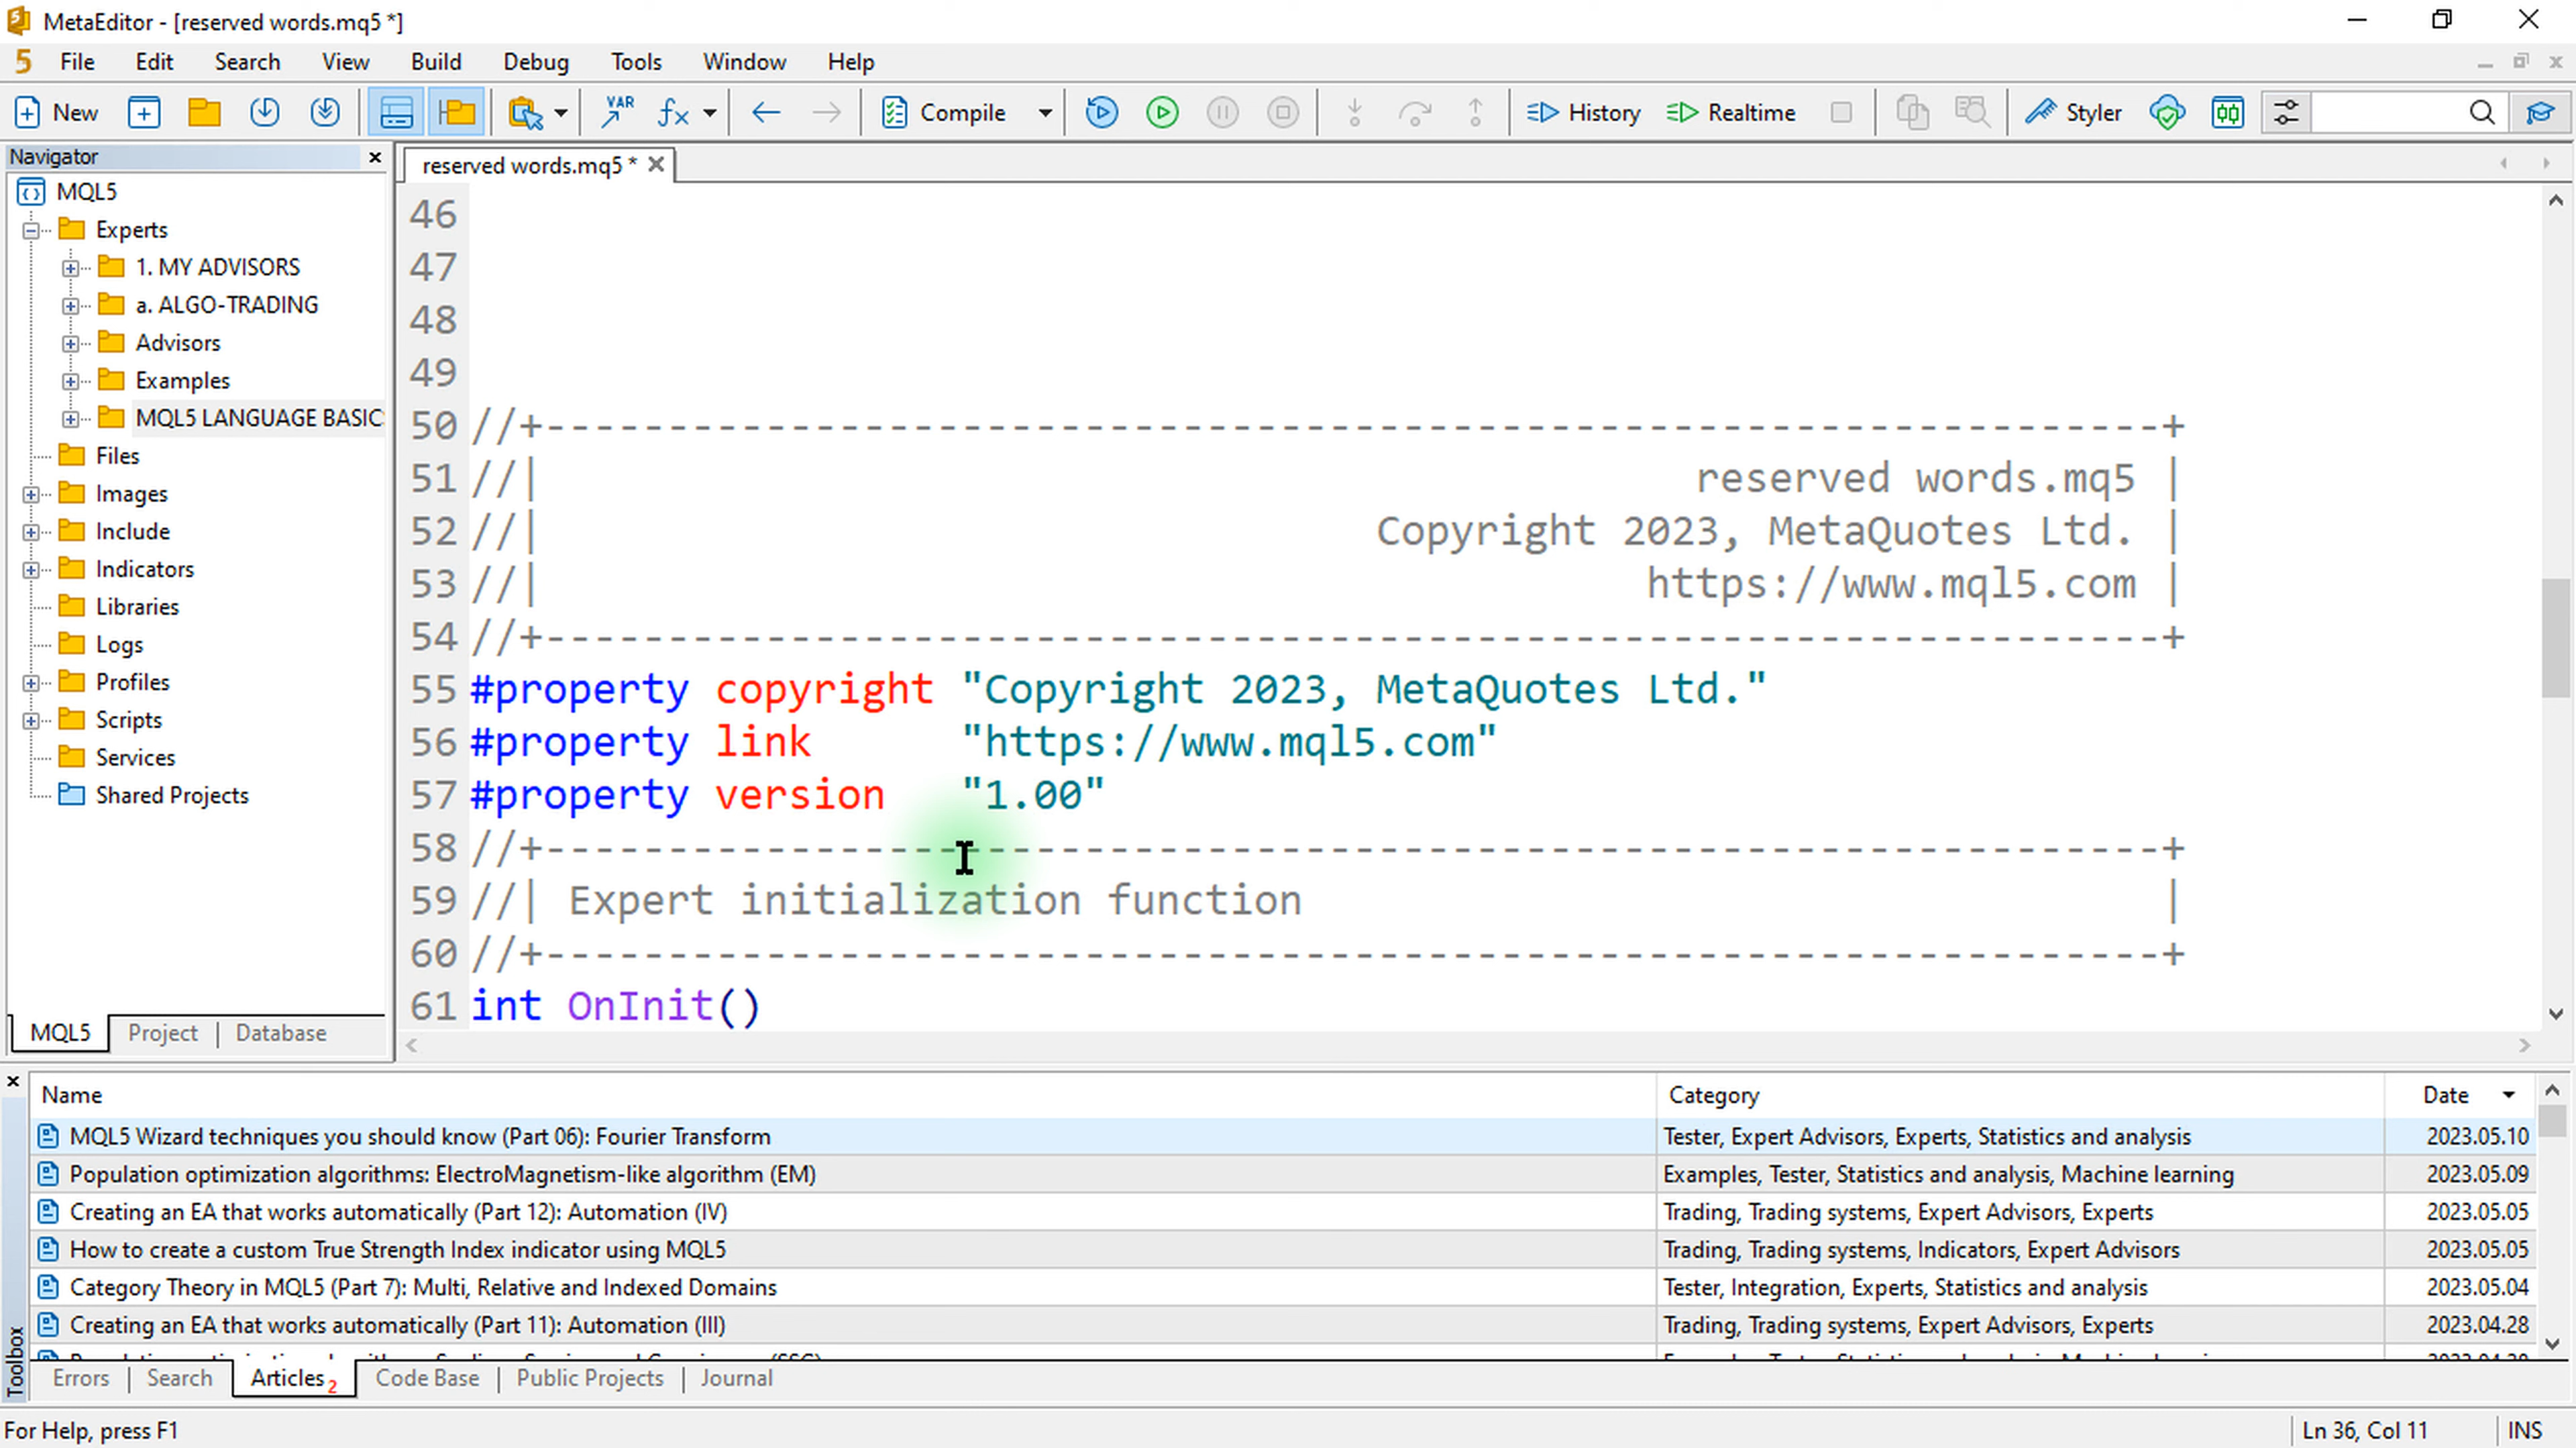 MetaEditor - [reserved words.mq5 *]
5 File Edit Search View Build Debug Tools Window Help
New VAR fx Compile History Realtime Styler
Navigator
reserved words.mq5 *
MQL5
Experts
1. MY ADVISORS
a. ALGO-TRADING
Advisors
Examples
MQL5 LANGUAGE BASIC
Files
Images
Include
Indicators
Libraries
Logs
Profiles
Scripts
Services
Shared Projects
MQL5 Project Database
46
47
48
49
50 //+------------------------------------------------------------------+
51 //| reserved words.mq5 |
52 //| Copyright 2023, MetaQuotes Ltd. |
53 //| https://www.mql5.com |
54 //+------------------------------------------------------------------+
55 #property copyright "Copyright 2023, MetaQuotes Ltd."
56 #property link "https://www.mql5.com"
57 #property version "1.00"
58 //+------------------------------------------------------------------+
59 //| Expert initialization function |
60 //+------------------------------------------------------------------+
61 int OnInit()
Name Category Date
MQL5 Wizard techniques you should know (Part 06): Fourier Transform Tester, Expert Advisors, Experts, Statistics and analysis 2023.05.10
Population optimization algorithms: ElectroMagnetism-like algorithm (EM) Examples, Tester, Statistics and analysis, Machine learning 2023.05.09
Creating an EA that works automatically (Part 12): Automation (IV) Trading, Trading systems, Expert Advisors, Experts 2023.05.05
How to create a custom True Strength Index indicator using MQL5 Trading, Trading systems, Indicators, Expert Advisors 2023.05.05
Category Theory in MQL5 (Part 7): Multi, Relative and Indexed Domains Tester, Integration, Experts, Statistics and analysis 2023.05.04
Creating an EA that works automatically (Part 11): Automation (III) Trading, Trading systems, Expert Advisors, Experts 2023.04.28
Toolbox
Errors Search Articles 2 Code Base Public Projects Journal
For Help, press F1 Ln 36, Col 11 INS